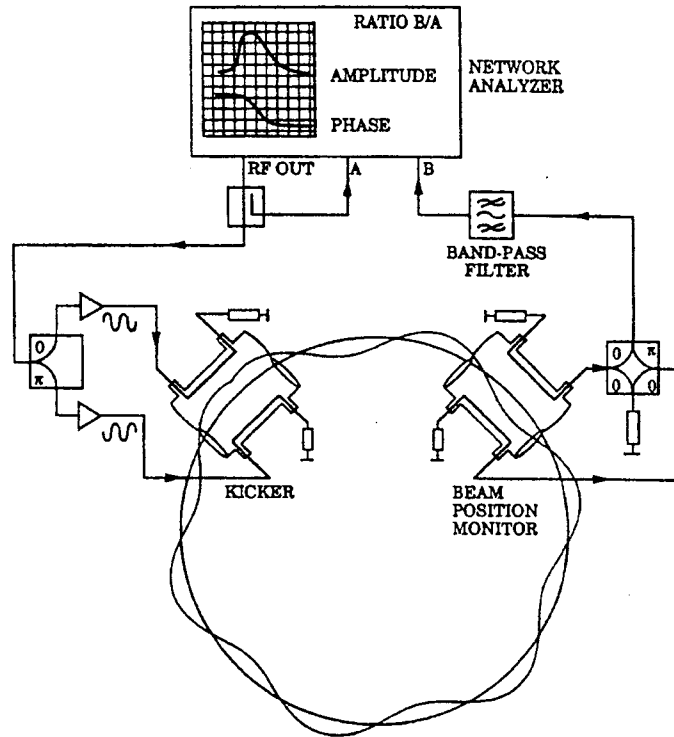 RATIO B/A
AMPLITUDE
PHASE
NETWORK
ANALYZER
RF OUT
A
B
BAND-PASS
FILTER
0
π
0
π
0
0
KICKER
BEAM
POSITION
MONITOR